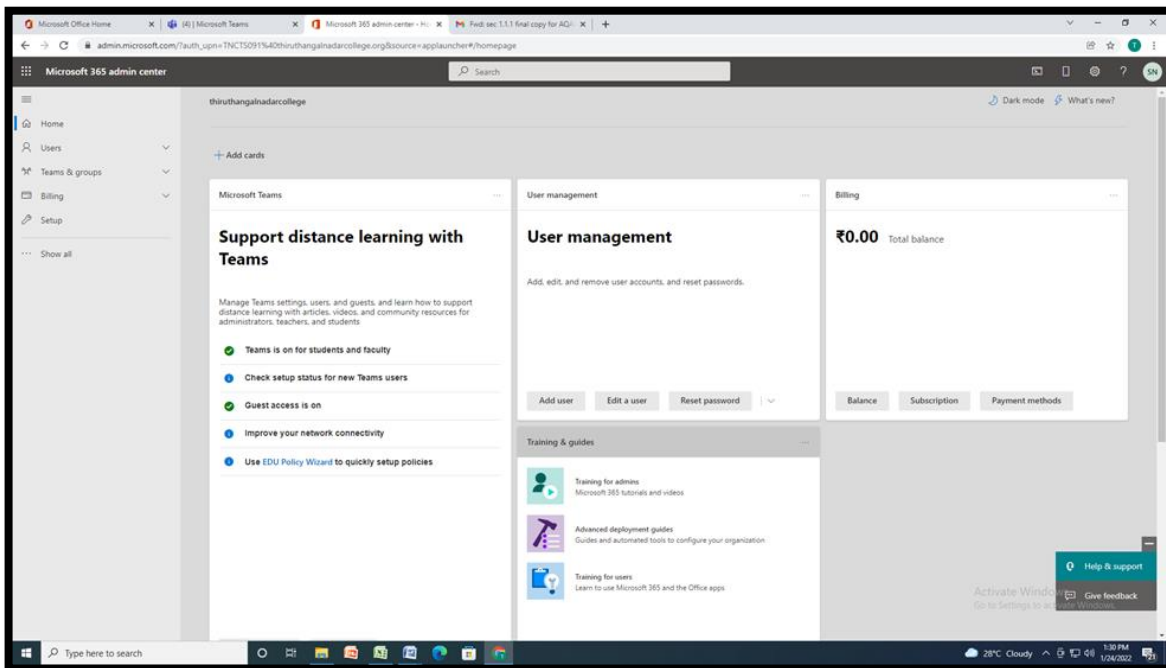 Microsoft Office Home
(4) | Microsoft Teams
Microsoft 365 admin center - Ho
Fwd: sec 1.1.1 final copy for AQA
admin.microsoft.com/?auth_upn=TNCTS091%40thiruthangalnadarcollege.org&source=applauncher#/homepage
Microsoft 365 admin center
Search
SN
thiruthangalnadarcollege
Dark mode
What's new?
Home
Users
Teams & groups
Billing
Setup
Show all
Add cards
Microsoft Teams
Support distance learning with
Teams
Manage Teams settings, users, and guests, and learn how to support
distance learning with articles, videos, and community resources for
administrators, teachers, and students
Teams is on for students and faculty
Check setup status for new Teams users
Guest access is on
Improve your network connectivity
Use EDU Policy Wizard to quickly setup policies
User management
User management
Add, edit, and remove user accounts, and reset passwords.
Add user
Edit a user
Reset password
Billing
₹0.00 Total balance
Balance
Subscription
Payment methods
Training & guides
Training for admins
Microsoft 365 tutorials and videos
Advanced deployment guides
Guides and automated tools to configure your organization
Training for users
Learn to use Microsoft 365 and the Office apps
Help & support
Give feedback
Activate Windows
Go to Settings to activate Windows.
Type here to search
28°C Cloudy
1:30 PM
1/24/2022